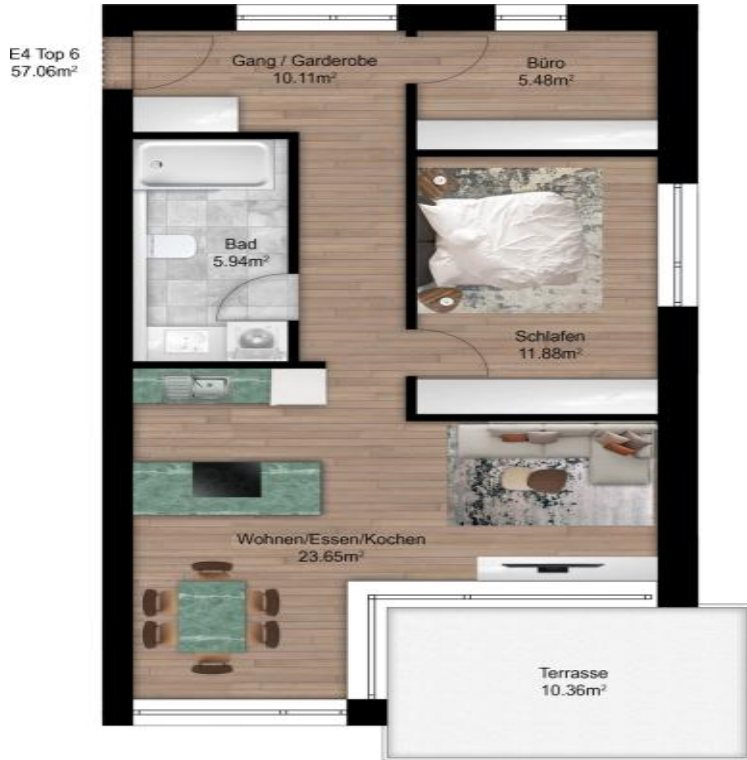 E4 Top 6
57.06m²
Gang / Garderobe
10.11m²
Büro
5.48m²
Bad
5.94m²
Schlafen
11.88m²
Wohnen/Essen/Kochen
23.65m²
Terrasse
10.36m²